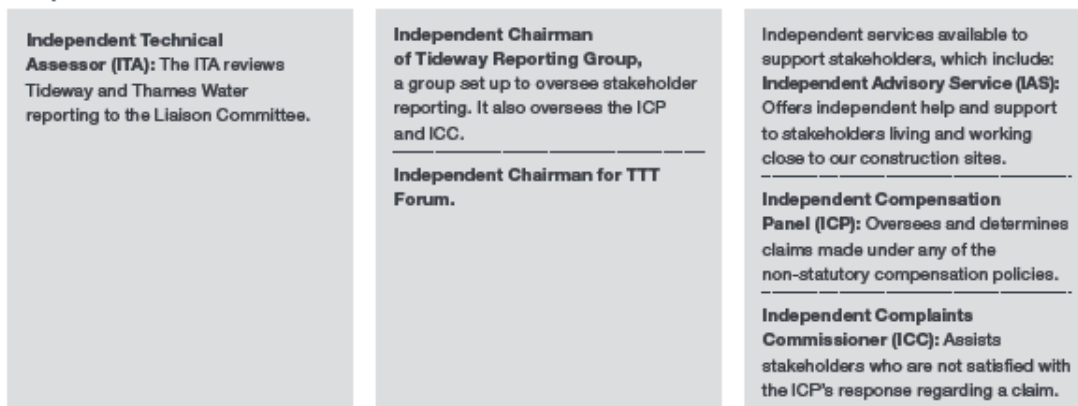 Independent Technical
Assessor (ITA): The ITA reviews
Tideway and Thames Water
reporting to the Liaison Committee.
Independent Chairman
of Tideway Reporting Group,
a group set up to oversee stakeholder
reporting. It also oversees the ICP
and ICC.
Independent Chairman for TTT
Forum.
Independent services available to
support stakeholders, which include:
Independent Advisory Service (IAS):
Offers independent help and support
to stakeholders living and working
close to our construction sites.
Independent Compensation
Panel (ICP): Oversees and determines
claims made under any of the
non-statutory compensation policies.
Independent Complaints
Commissioner (ICC): Assists
stakeholders who are not satisfied with
the ICP's response regarding a claim.